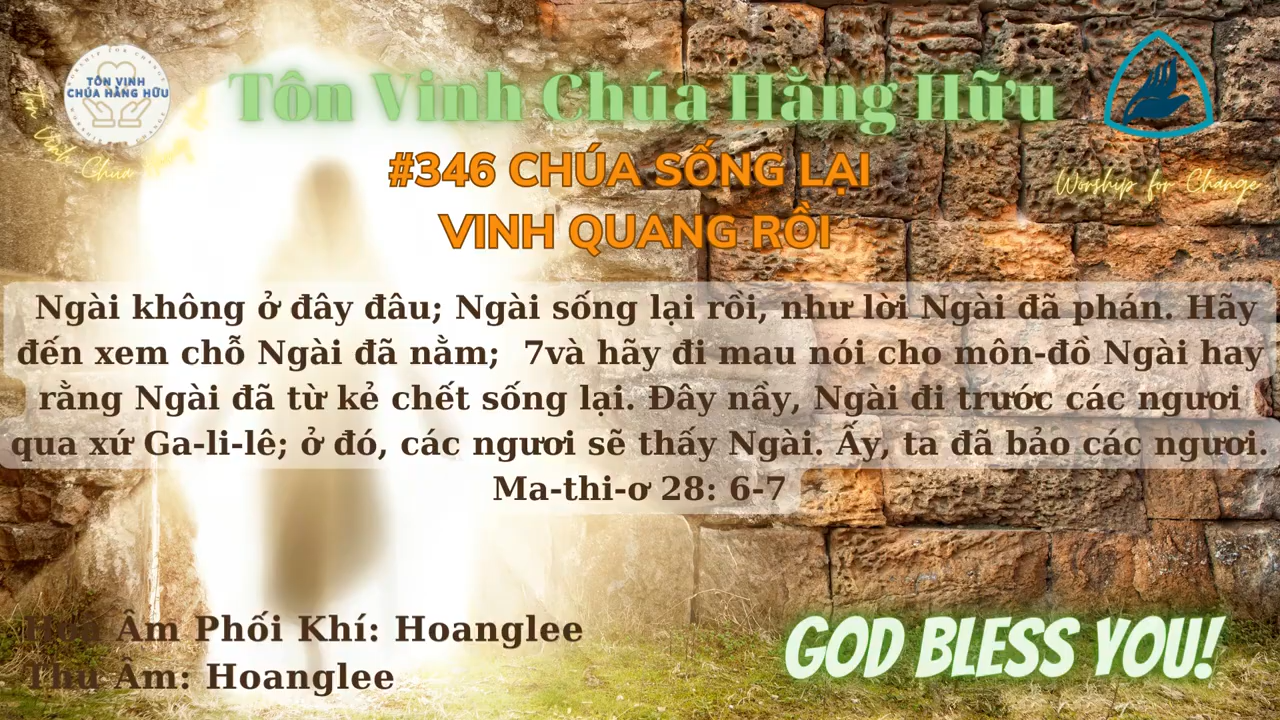 TÔN VINH
CHÚA HẰNG HỮU
Tôn Vinh Chúa Hằng Hữu
#346 CHÚA SỐNG LẠI
VINH QUANG RỒI
Worship for Change
Ngài không ở đây đâu; Ngài sống lại rồi, như lời Ngài đã phán. Hãy
đến xem chỗ Ngài đã nằm; 7và hãy đi mau nói cho môn-đồ Ngài hay
rằng Ngài đã từ kẻ chết sống lại. Đây nầy, Ngài đi trước các ngươi
qua xứ Ga-li-lê; ở đó, các ngươi sẽ thấy Ngài. Ấy, ta đã bảo các ngươi.
Ma-thi-ơ 28: 6-7
Hoà Âm Phối Khí: Hoanglee
Thu Âm: Hoanglee
GOD BLESS YOU!